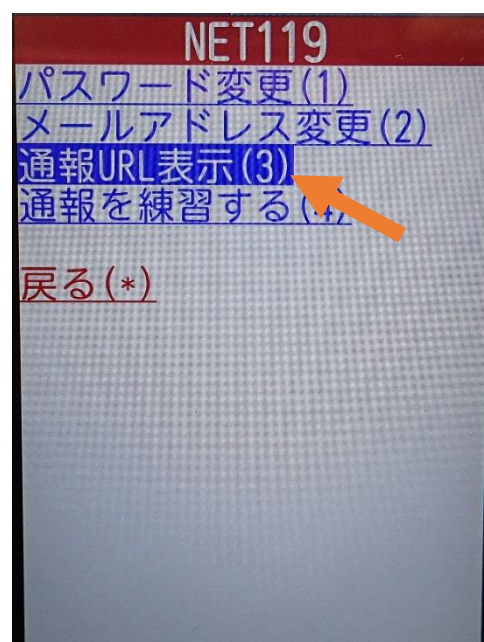 NET119
パスワード変更(1)
メールアドレス変更(2)
通報URL表示(3)
通報を練習する(4)
戻る(*)